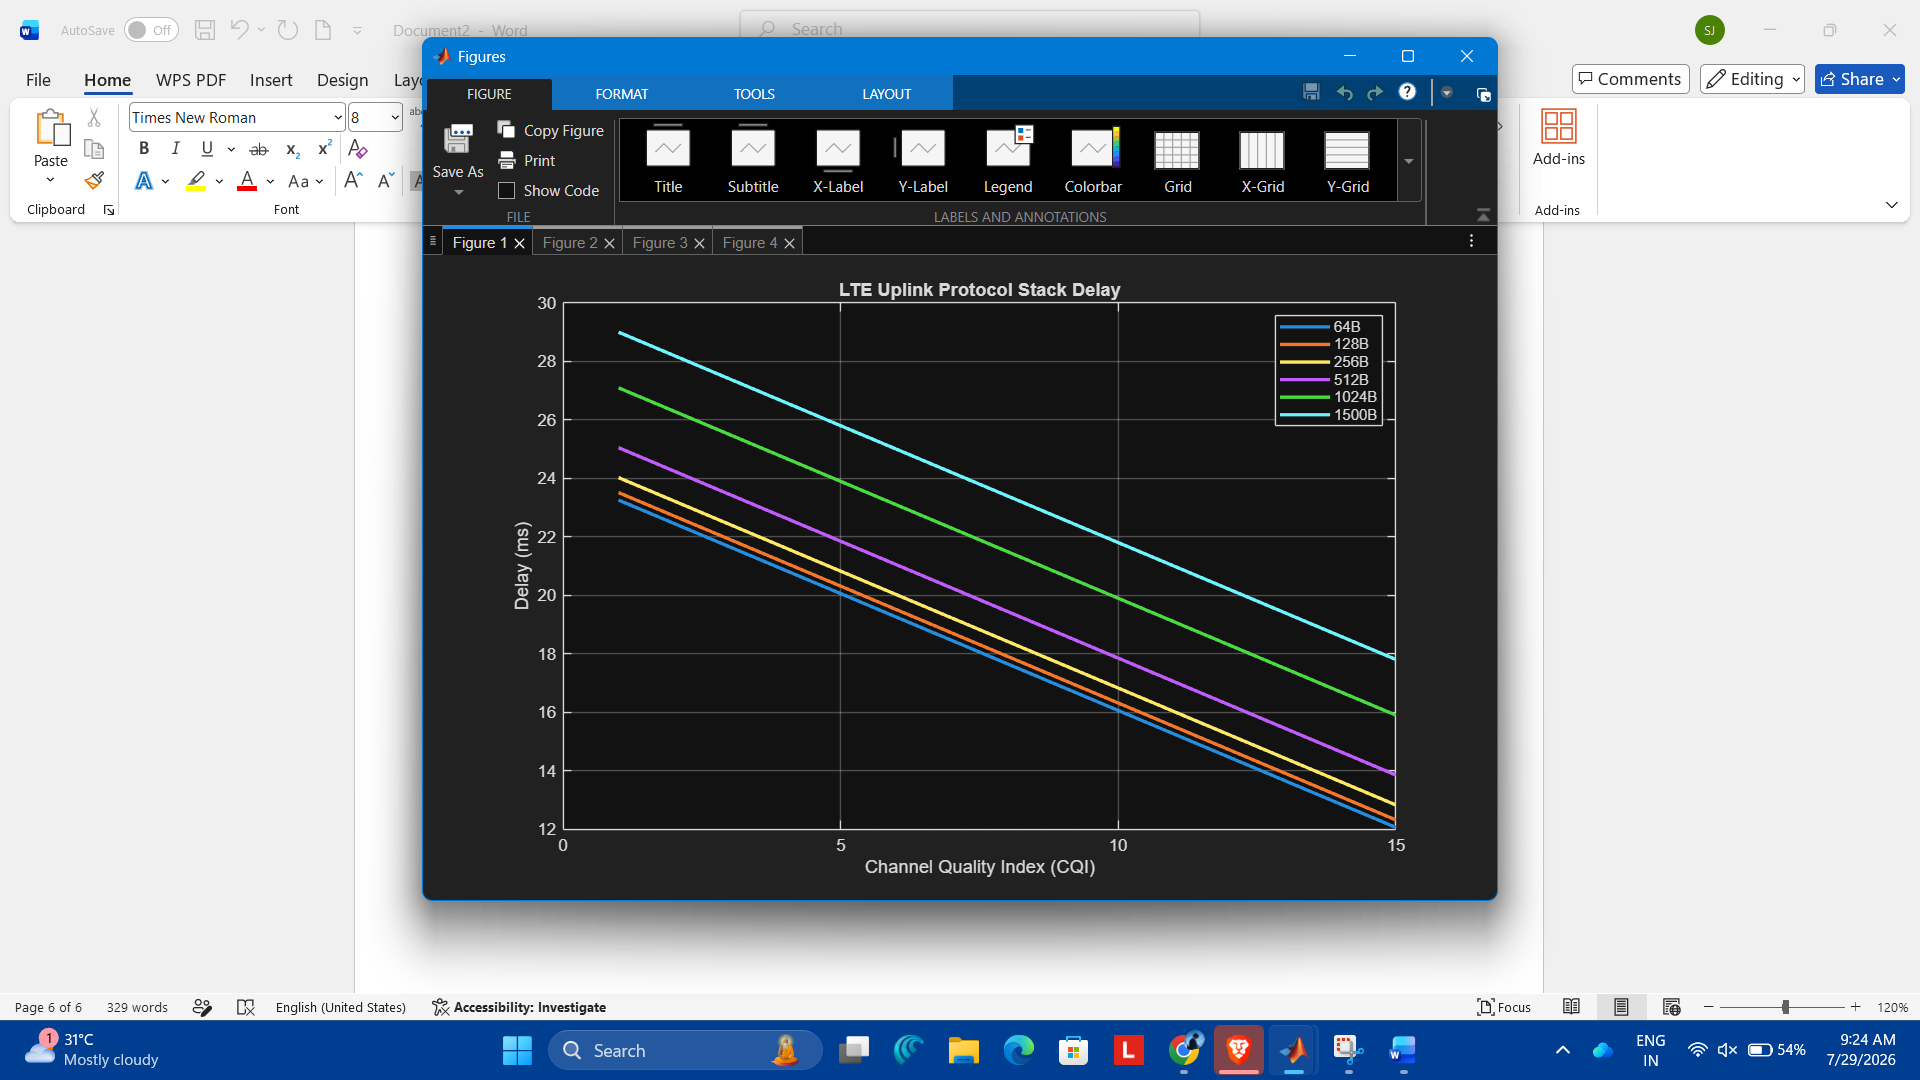 AutoSave Off Document2 - Word Search SJ
Figures
File Home WPS PDF Insert Design Comments Editing Share
FIGURE FORMAT TOOLS LAYOUT
Paste Times New Roman 8
Clipboard Font
Save As Copy Figure
Print
Show Code
FILE
Title Subtitle X-Label Y-Label Legend Colorbar Grid X-Grid Y-Grid
LABELS AND ANNOTATIONS
Add-ins
Add-ins
Figure 1 Figure 2 Figure 3 Figure 4
LTE Uplink Protocol Stack Delay
30
28
26
24
22
20
18
16
14
12
Delay (ms)
64B
128B
256B
512B
1024B
1500B
0 5 10 15
Channel Quality Index (CQI)
Page 6 of 6 329 words English (United States) Accessibility: Investigate Focus 120%
1 31°C
Mostly cloudy
Search
ENG
IN
54%
9:24 AM
7/29/2026